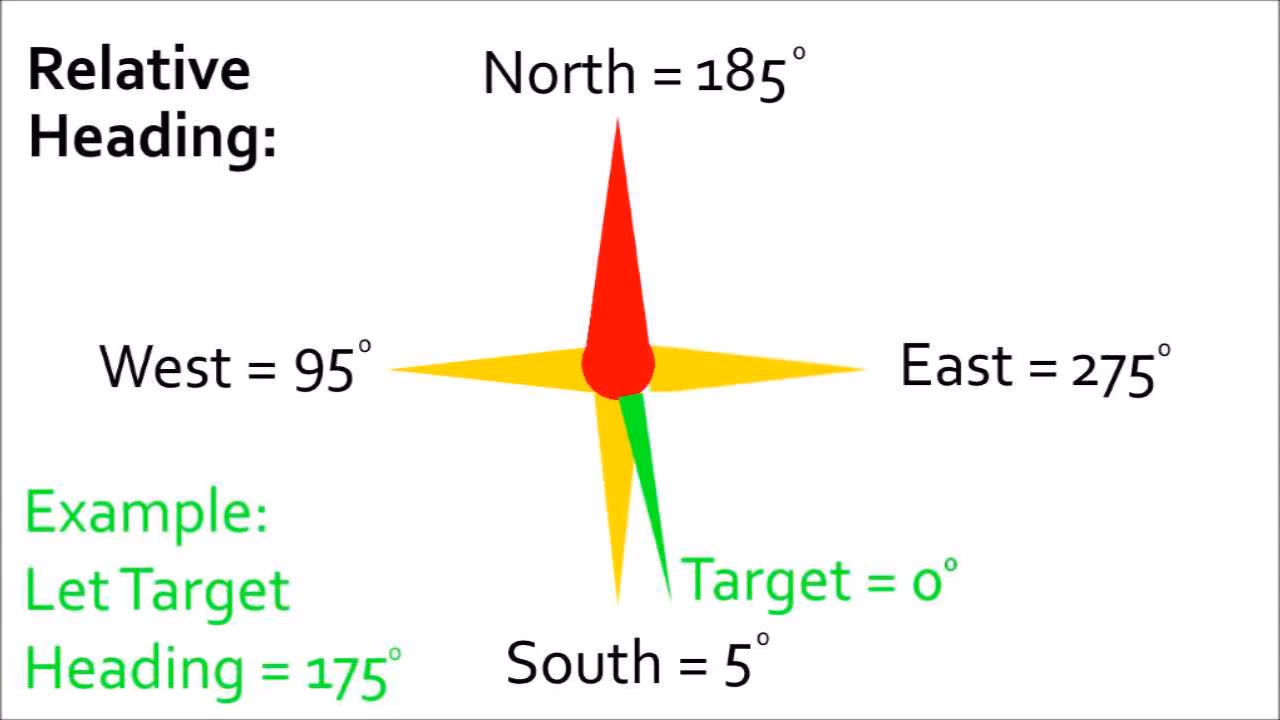 Relative
Heading:
North = 185°
West = 95°
East = 275°
Example:
Let Target
Heading = 175°
Target = 0°
South = 5°